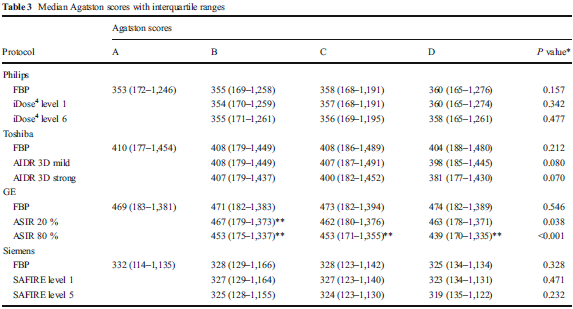 Table 3 Median Agatston scores with interquartile ranges
Agatston scores
Protocol A B C D P value*
Philips
FBP 353 (172–1,246) 355 (169–1,258) 358 (168–1,191) 360 (165–1,276) 0.157
iDose4 level 1 354 (170–1,259) 357 (168–1,191) 360 (165–1,274) 0.342
iDose4 level 6 355 (171–1,261) 356 (169–1,195) 358 (165–1,261) 0.477
Toshiba
FBP 410 (177–1,454) 408 (179–1,449) 408 (186–1,489) 404 (188–1,480) 0.212
AIDR 3D mild 408 (179–1,449) 407 (187–1,491) 398 (185–1,445) 0.080
AIDR 3D strong 407 (179–1,437) 400 (182–1,452) 381 (177–1,430) 0.070
GE
FBP 469 (183–1,381) 471 (182–1,383) 473 (182–1,394) 474 (182–1,389) 0.546
ASIR 20 % 467 (179–1,373)** 462 (180–1,376) 463 (178–1,371) 0.038
ASIR 80 % 453 (175–1,337)** 453 (171–1,355)** 439 (170–1,335)** <0.001
Siemens
FBP 332 (114–1,135) 328 (129–1,166) 328 (123–1,142) 325 (134–1,134) 0.328
SAFIRE level 1 327 (129–1,164) 327 (123–1,140) 323 (134–1,131) 0.471
SAFIRE level 5 325 (128–1,155) 324 (123–1,130) 319 (135–1,122) 0.232